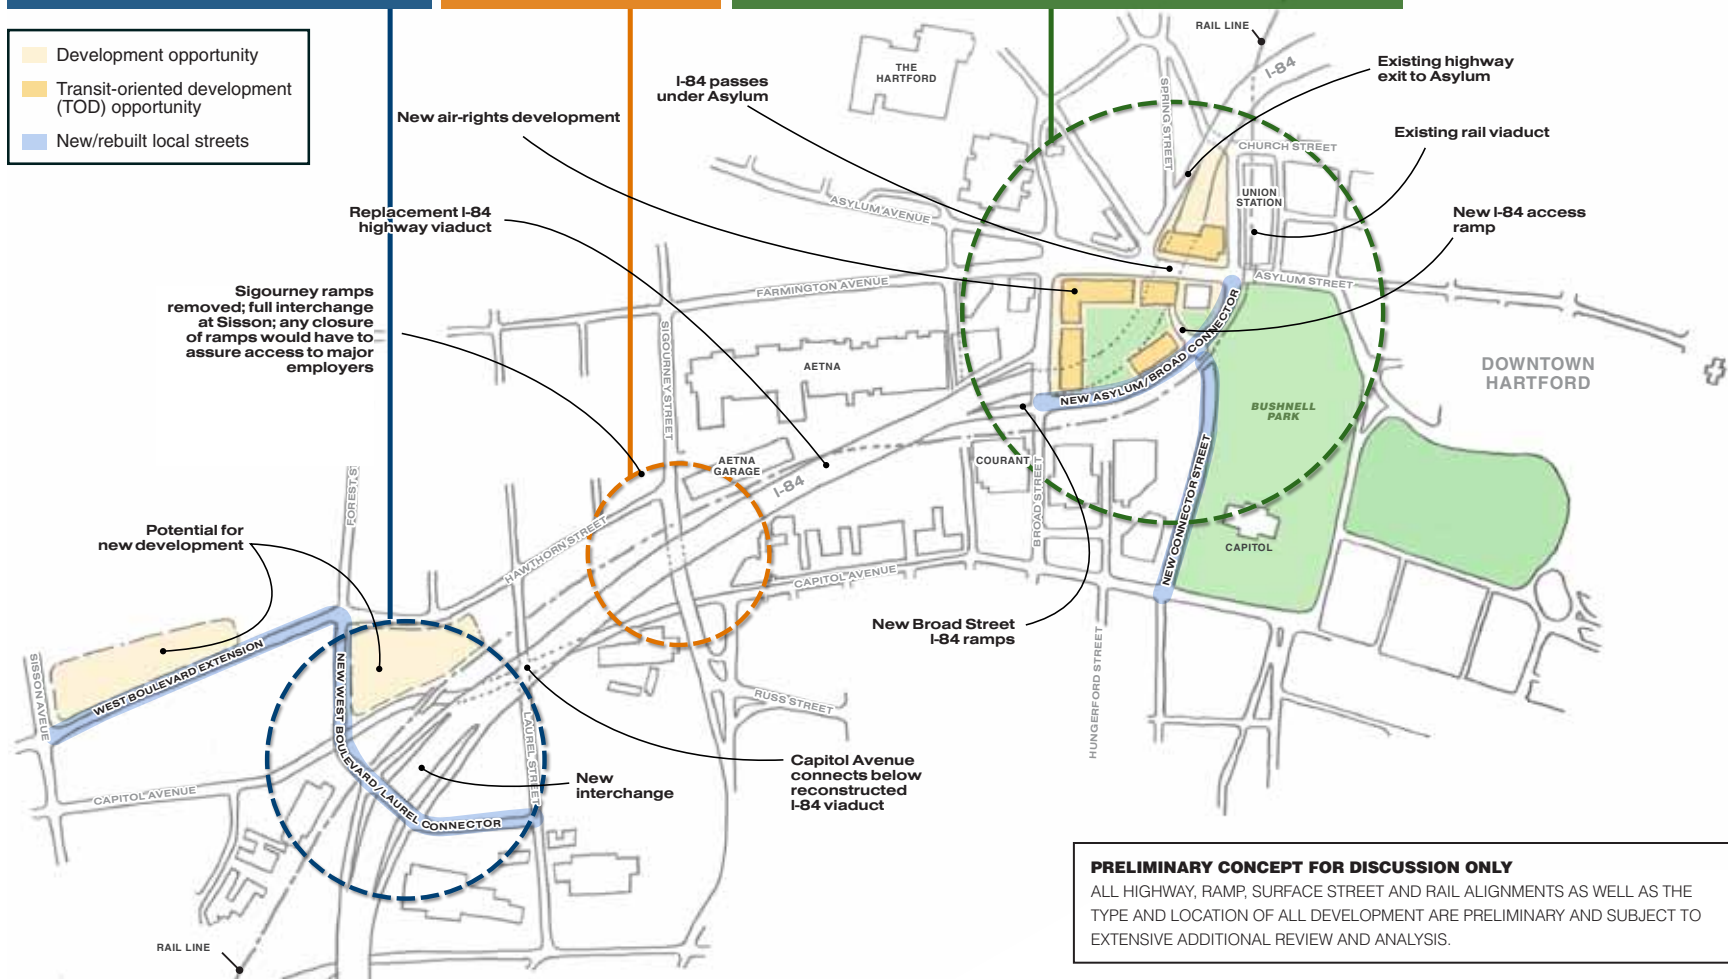 Development opportunity
Transit-oriented development
(TOD) opportunity
New/rebuilt local streets
RAIL LINE
I-84
THE
HARTFORD
I-84 passes
under Asylum
Existing highway
exit to Asylum
New air-rights development
SPRING STREET
Existing rail viaduct
CHURCH STREET
UNION
STATION
ASYLUM AVENUE
Replacement I-84
highway viaduct
New I-84 access
ramp
Sigourney ramps
removed; full interchange
at Sisson; any closure
of ramps would have to
assure access to major
employers
FARMINGTON AVENUE
ASYLUM STREET
SIGOURNEY STREET
AETNA
NEW ASYLUM/BROAD CONNECTOR
DOWNTOWN
HARTFORD
BUSHNELL
PARK
AETNA
GARAGE
COURANT
I-84
BROAD STREET
NEW CONNECTOR STREET
FOREST ST
HAWTHORN STREET
Potential for
new development
CAPITOL
CAPITOL AVENUE
New Broad Street
I-84 ramps
HUNGERFORD STREET
SISSON AVENUE
WEST BOULEVARD EXTENSION
NEW WEST BOULEVARD/LAUREL CONNECTOR
LAUREL STREET
RUSS STREET
Capitol Avenue
connects below
reconstructed
I-84 viaduct
New
interchange
CAPITOL AVENUE
RAIL LINE
PRELIMINARY CONCEPT FOR DISCUSSION ONLY
ALL HIGHWAY, RAMP, SURFACE STREET AND RAIL ALIGNMENTS AS WELL AS THE
TYPE AND LOCATION OF ALL DEVELOPMENT ARE PRELIMINARY AND SUBJECT TO
EXTENSIVE ADDITIONAL REVIEW AND ANALYSIS.